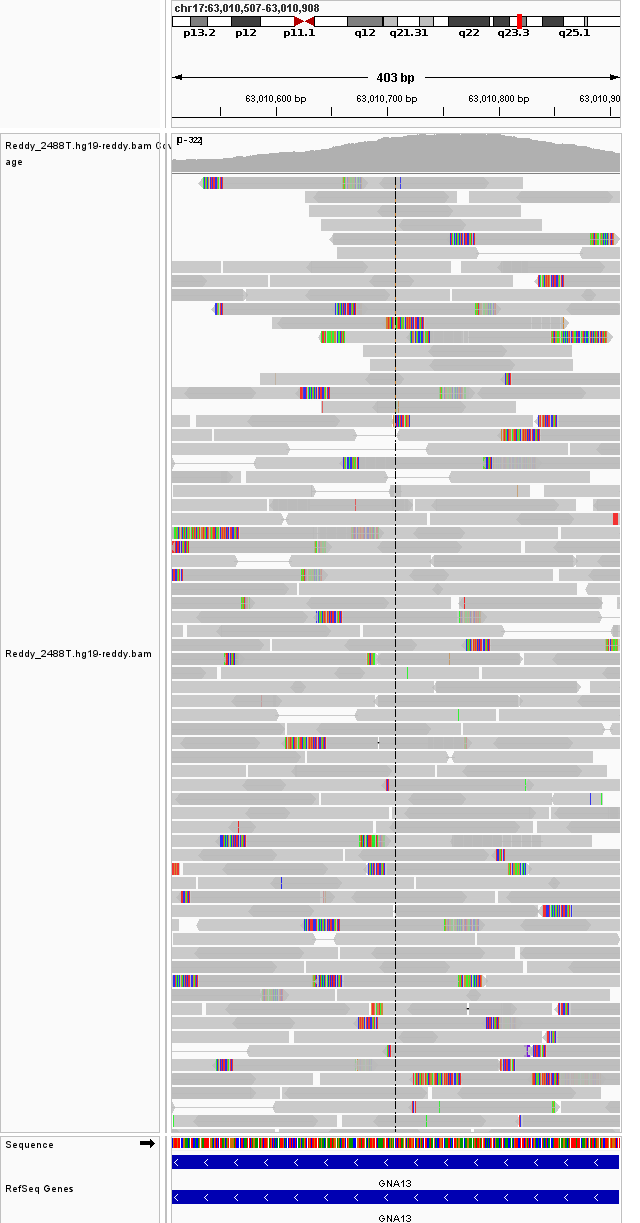 chr17:63,010,507-63,010,908
p13.2 p12 p11.1 q12 q21.31 q22 q23.3 q25.1
403 bp
63,010,600 bp 63,010,700 bp 63,010,800 bp 63,010,90
Reddy_2488T.hg19-reddy.bam Cov
age
[0-322]
Reddy_2488T.hg19-reddy.bam
Sequence
RefSeq Genes
GNA13
GNA13